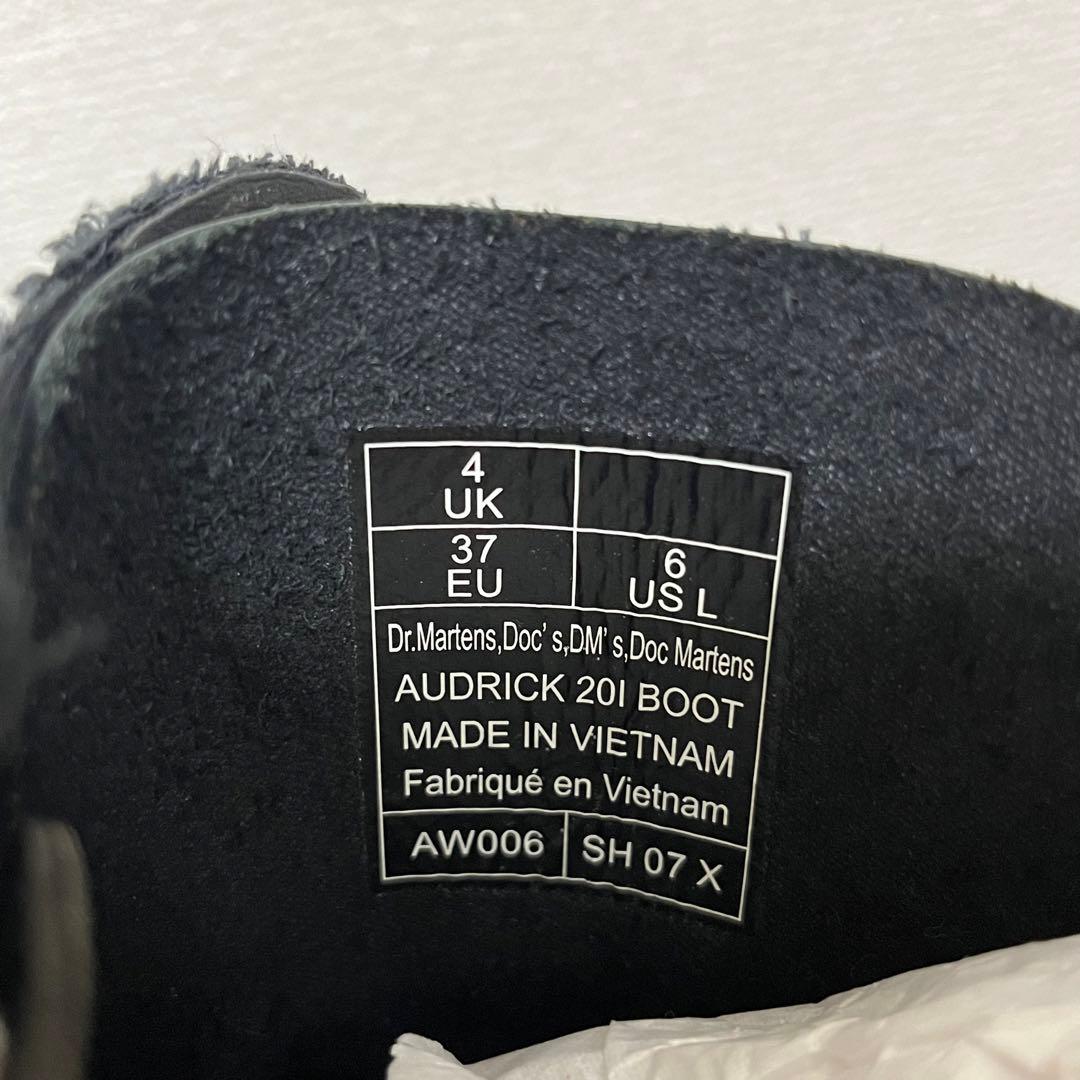 4
UK
37
EU
6
US L
Dr.Martens,Doc's,DM's,Doc Martens
AUDRICK 20I BOOT
MADE IN VIETNAM
Fabriqué en Vietnam
AW006 SH 07 X